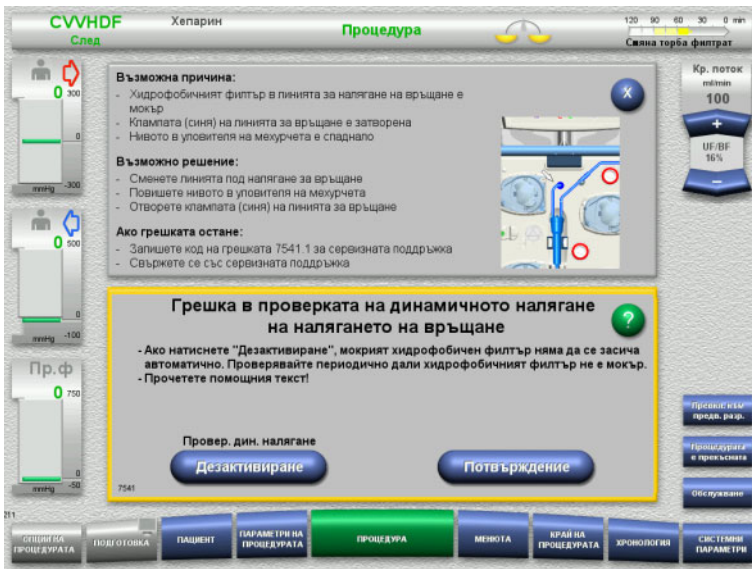 CVVHDF
След
Хепарин
Процедура
120 90 60 30 0 min
Смяна торба филтрат
0 300
0
mmHg -300
0 500
0
mmHg -100
Пр.ф
0 750
0
mmHg -50
Възможна причина:
- Хидрофобичният филтър в линията за налягане на връщане е
мокър
- Клампата (синя) на линията за връщане е затворена
- Нивото в уловителя на мехурчета е спаднало
Възможно решение:
- Сменете линията под налягане за връщане
- Повишете нивото в уловителя на мехурчета
- Отворете клампата (синя) на линията за връщане
Ако грешката остане:
- Запишете код на грешката 7541.1 за сервизната поддръжка
- Свържете се със сервизната поддръжка
X
Грешка в проверката на динамичното налягане
на налягането на връщане
?
- Ако натиснете "Дезактивиране", мокрият хидрофобичен филтър няма да се засича
автоматично. Проверявайте периодично дали хидрофобичният филтър не е мокър.
- Прочетете помощния текст!
Провер. дин. налягане
Дезактивиране
Потвърждение
7541
Кр. поток
ml/min
100
+
UF/BF
16%
−
Превкл. към
предв. разр.
Процедурата
е прекъсната
Обслужване
211
ОПЦИИ НА
ПРОЦЕДУРАТА
ПОДГОТОВКА
ПАЦИЕНТ
ПАРАМЕТРИ НА
ПРОЦЕДУРАТА
ПРОЦЕДУРА
МЕНЮТА
КРАЙ НА
ПРОЦЕДУРАТА
ХРОНОЛОГИЯ
СИСТЕМНИ
ПАРАМЕТРИ